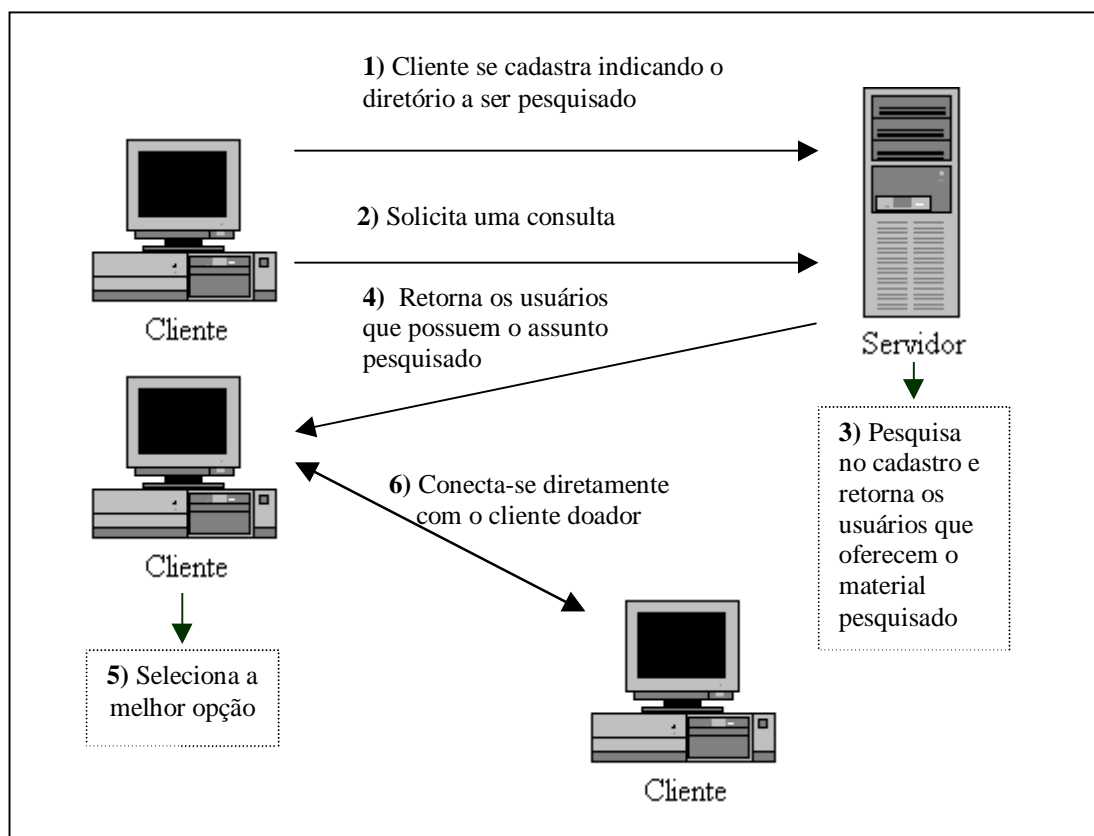 1) Cliente se cadastra indicando o
diretório a ser pesquisado
2) Solicita uma consulta
Cliente
4) Retorna os usuários
que possuem o assunto
pesquisado
Servidor
3) Pesquisa
no cadastro e
retorna os
usuários que
oferecem o
material
pesquisado
6) Conecta-se diretamente
com o cliente doador
Cliente
5) Seleciona a
melhor opção
Cliente